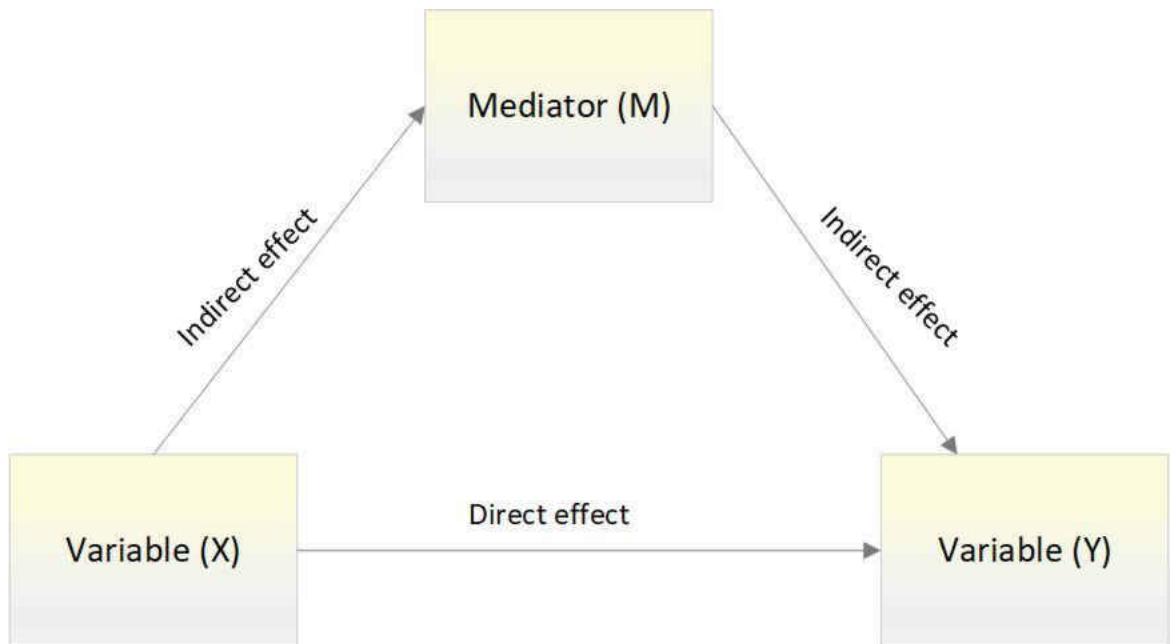 Mediator (M)
Indirect effect
Indirect effect
Direct effect
Variable (X)
Variable (Y)